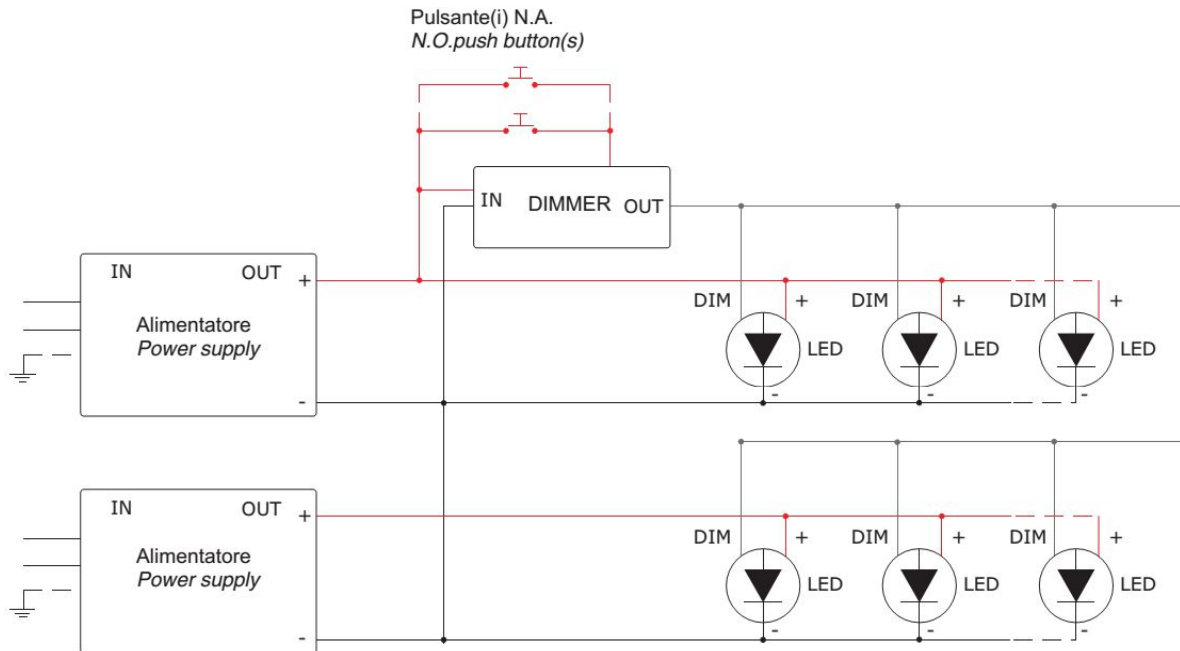 Pulsante(i) N.A.
N.O.push button(s)
IN DIMMER OUT
IN OUT +
Alimentatore
Power supply
-
DIM + DIM + DIM +
LED LED LED
- - -
IN OUT +
Alimentatore
Power supply
-
DIM + DIM + DIM +
LED LED LED
- - -